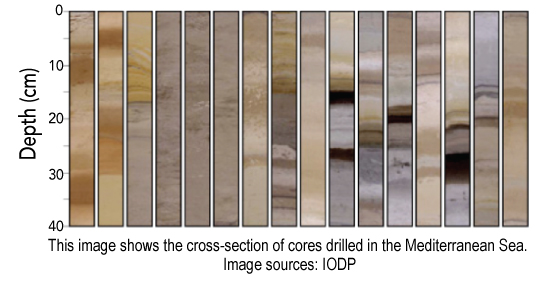 0
10
20
30
40
Depth (cm)
This image shows the cross-section of cores drilled in the Mediterranean Sea.
Image sources: IODP